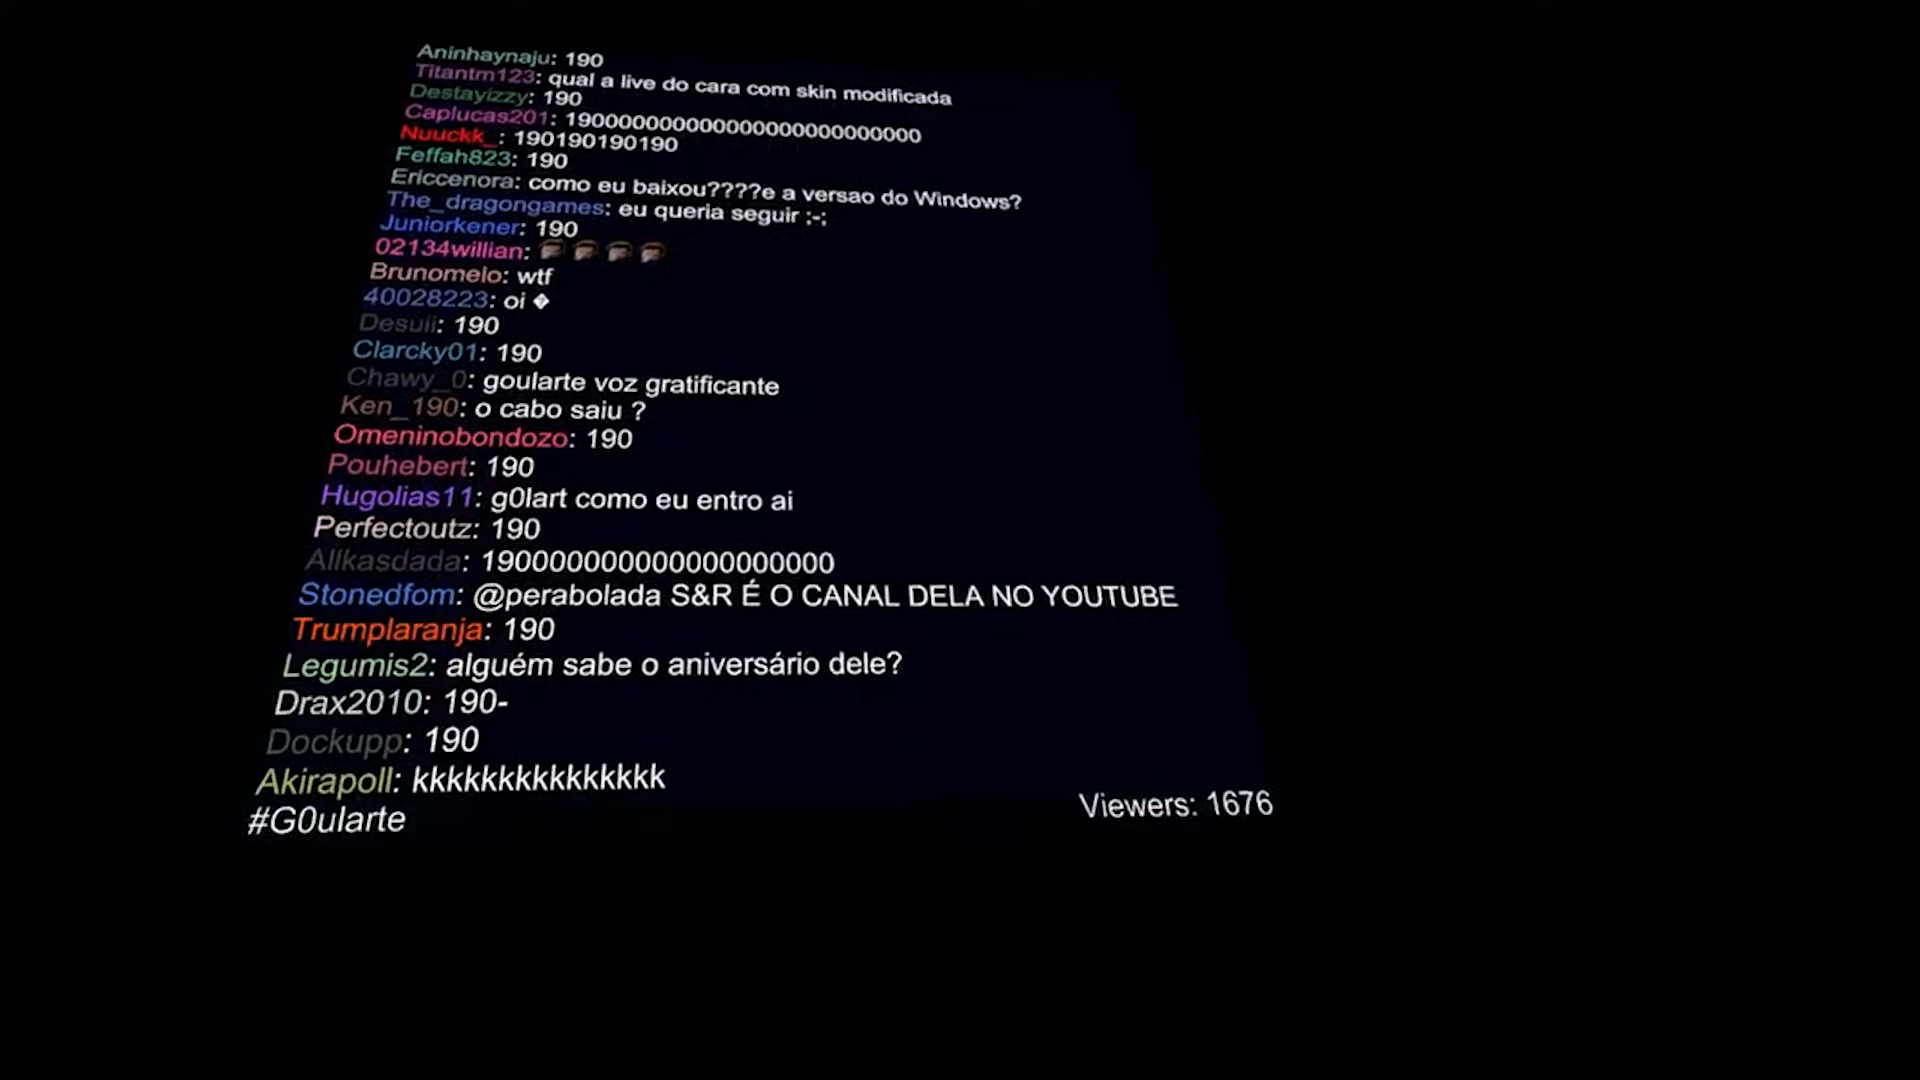 Aninhaynaju: 190
Titantm123: qual a live do cara com skin modificada
Destayizzy: 190
Caplucas201: 1900000000000000000000000000
Nuuckk_: 190190190190
Feffah823: 190
Ericcenora: como eu baixou????e a versao do Windows?
The_dragongames: eu queria seguir ;-;
Juniorkener: 190
02134willian:
Brunomelo: wtf
40028223: oi �
Desuii: 190
Clarcky01: 190
Chawy_0: goularte voz gratificante
Ken_190: o cabo saiu ?
Omeninobondozo: 190
Pouhebert: 190
Hugolias11: g0lart como eu entro ai
Perfectoutz: 190
Allkasdada: 1900000000000000000000
Stonedfom: @perabolada S&R É O CANAL DELA NO YOUTUBE
Trumplaranja: 190
Legumis2: alguém sabe o aniversário dele?
Drax2010: 190-
Dockupp: 190
Akirapoll: kkkkkkkkkkkkkkk
#G0ularte
Viewers: 1676